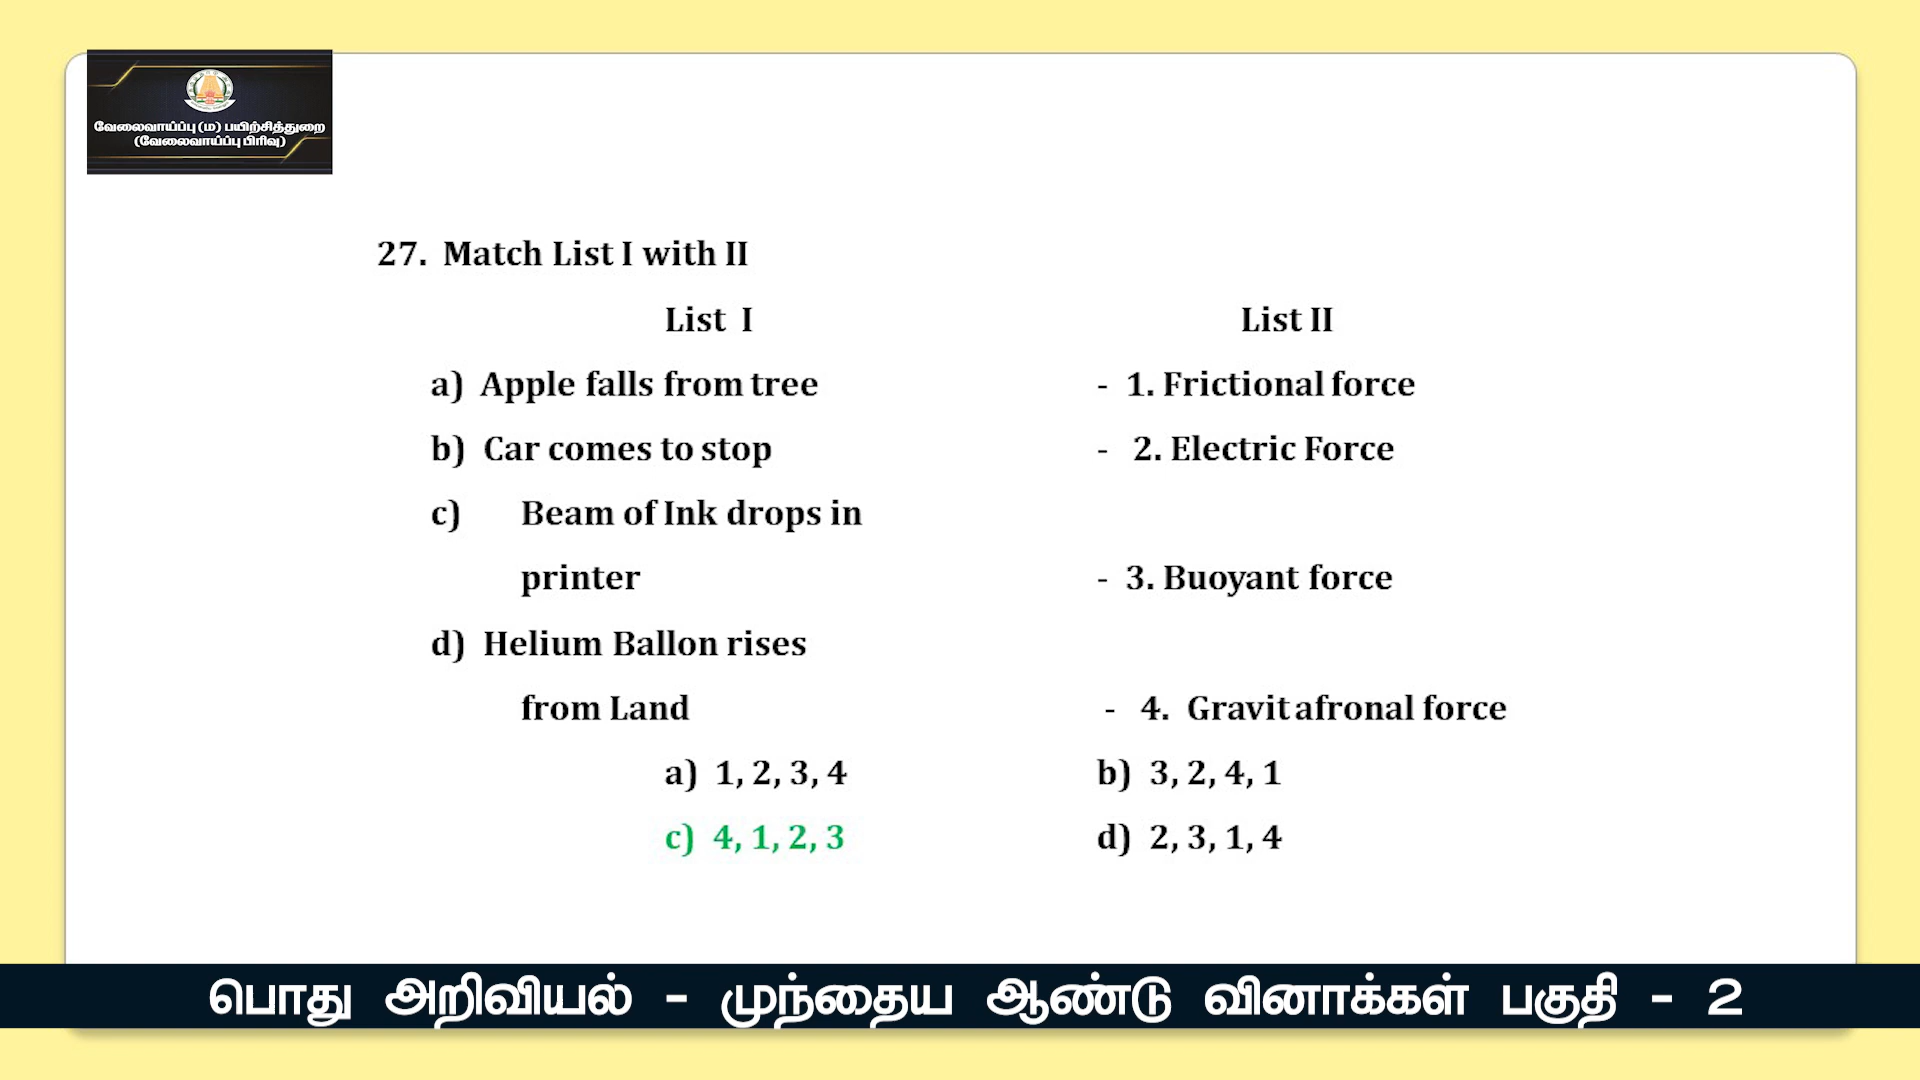 வேலைவாய்ப்பு (ம) பயிற்சித்துறை
(வேலைவாய்ப்பு பிரிவு)
27. Match List I with II
List I List II
a) Apple falls from tree - 1. Frictional force
b) Car comes to stop - 2. Electric Force
c) Beam of Ink drops in
printer - 3. Buoyant force
d) Helium Ballon rises
from Land - 4. Gravitafronal force
a) 1, 2, 3, 4 b) 3, 2, 4, 1
c) 4, 1, 2, 3 d) 2, 3, 1, 4
பொது அறிவியல் - முந்தைய ஆண்டு வினாக்கள் பகுதி - 2